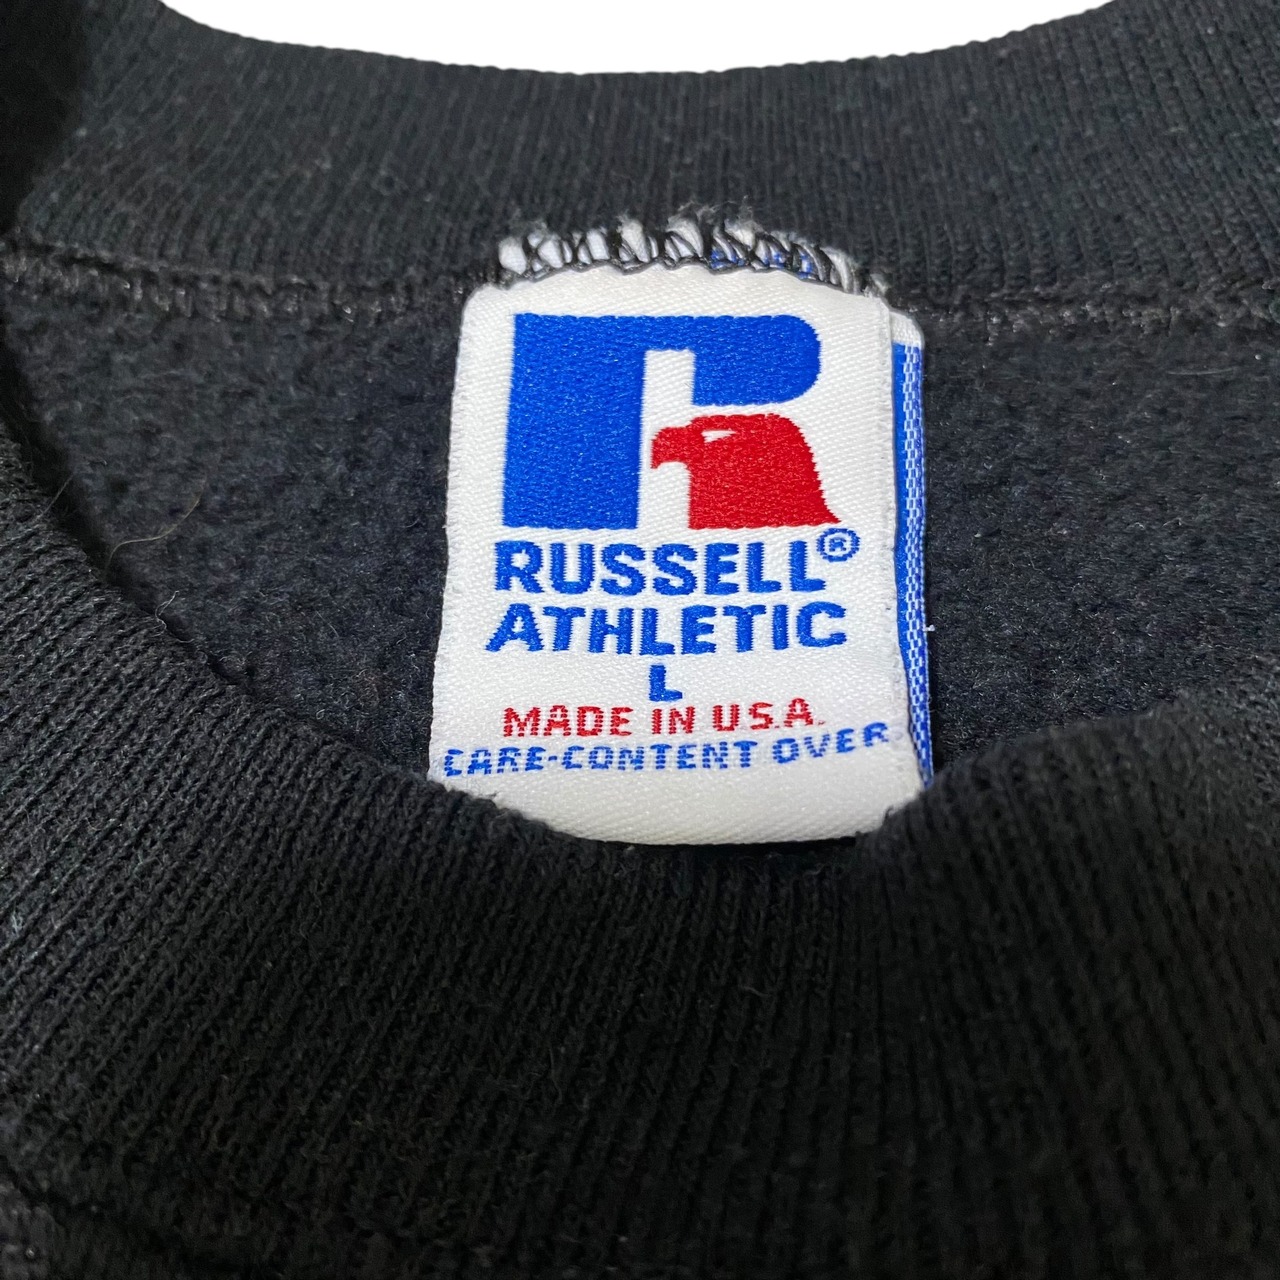 RUSSELL®
ATHLETIC
L
MADE IN U.S.A.
CARE-CONTENT OVER